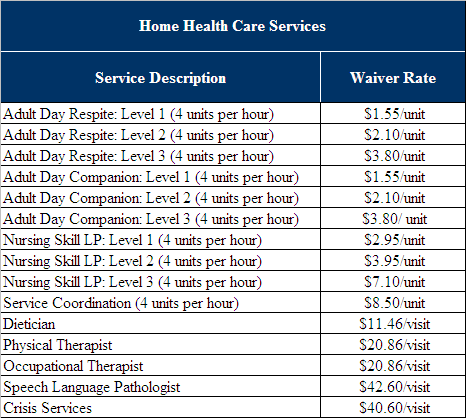 Home Health Care Services
Service Description Waiver Rate
Adult Day Respite: Level 1 (4 units per hour) $1.55/unit
Adult Day Respite: Level 2 (4 units per hour) $2.10/unit
Adult Day Respite: Level 3 (4 units per hour) $3.80/unit
Adult Day Companion: Level 1 (4 units per hour) $1.55/unit
Adult Day Companion: Level 2 (4 units per hour) $2.10/unit
Adult Day Companion: Level 3 (4 units per hour) $3.80/ unit
Nursing Skill LP: Level 1 (4 units per hour) $2.95/unit
Nursing Skill LP: Level 2 (4 units per hour) $3.95/unit
Nursing Skill LP: Level 3 (4 units per hour) $7.10/unit
Service Coordination (4 units per hour) $8.50/unit
Dietician $11.46/visit
Physical Therapist $20.86/visit
Occupational Therapist $20.86/visit
Speech Language Pathologist $42.60/visit
Crisis Services $40.60/visit